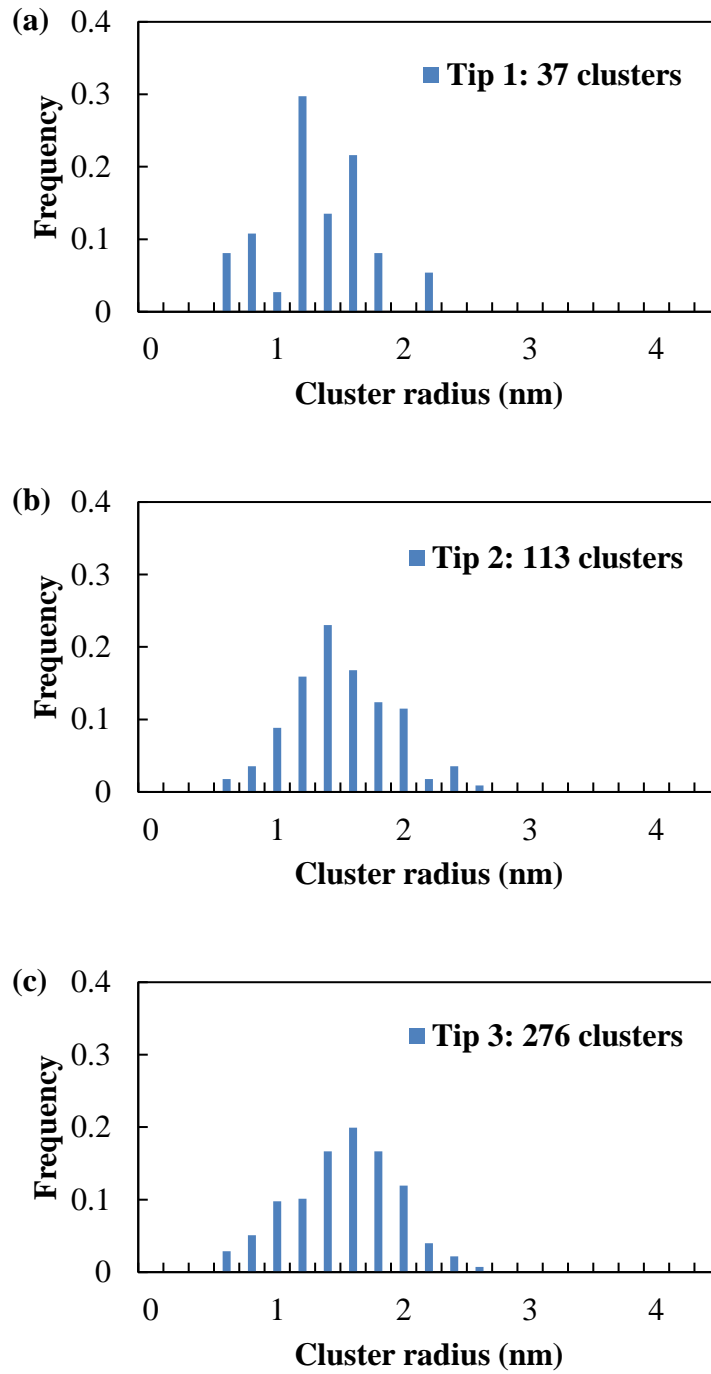 (a)
0.4
0.3
0.2
0.1
0
Frequency
Tip 1: 37 clusters
0 1 2 3 4
Cluster radius (nm)
(b)
0.4
0.3
0.2
0.1
0
Frequency
Tip 2: 113 clusters
0 1 2 3 4
Cluster radius (nm)
(c)
0.4
0.3
0.2
0.1
0
Frequency
Tip 3: 276 clusters
0 1 2 3 4
Cluster radius (nm)